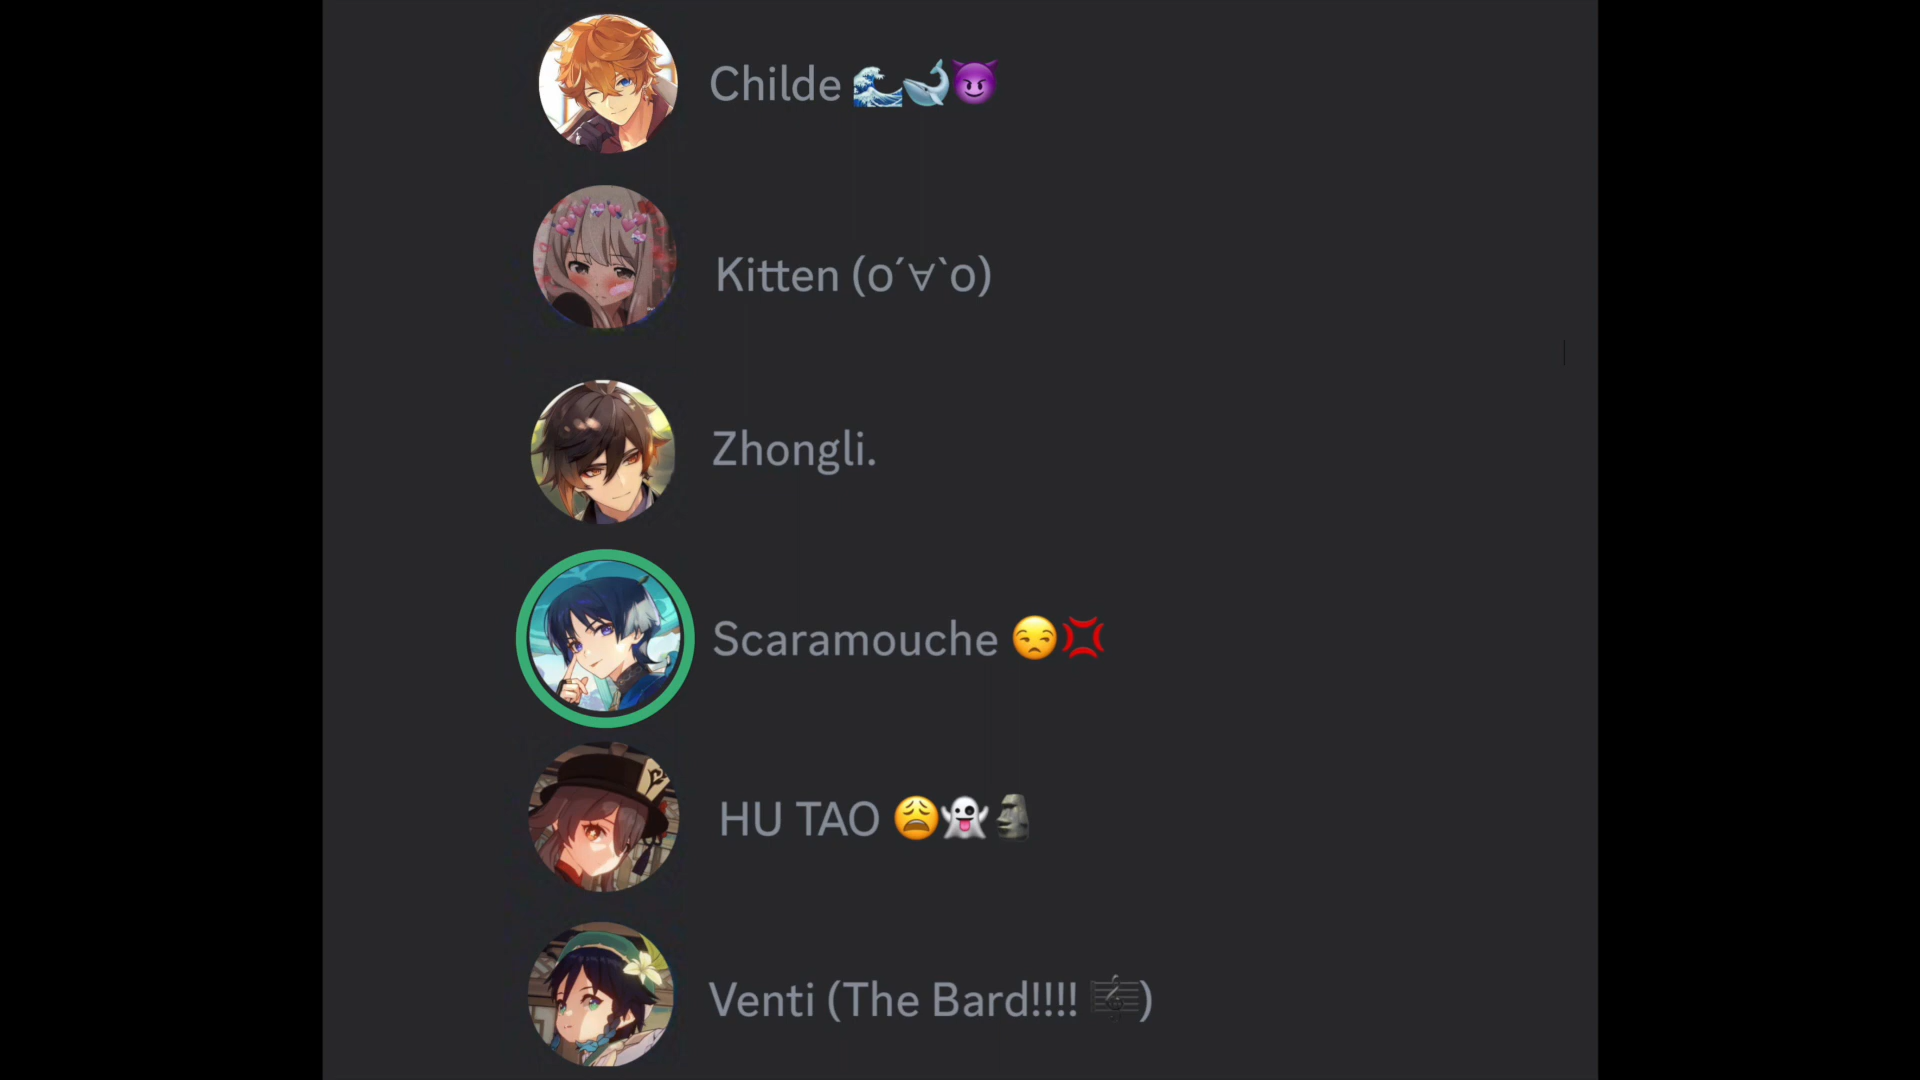 Childe 🌊🐋😈
Kitten (o´∀`o)
Zhongli.
Scaramouche 😒💢
HU TAO 😩👻🗿
Venti (The Bard!!!! 🎼)